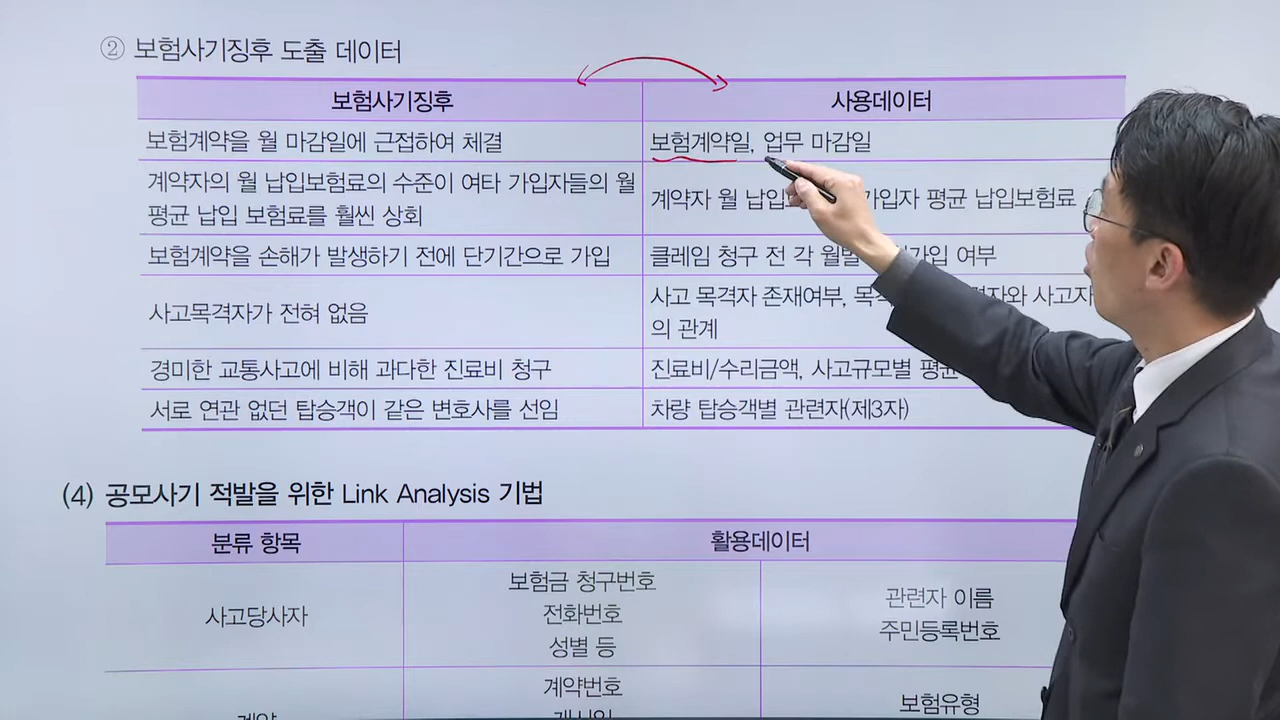 ② 보험사기징후 도출 데이터
보험사기징후 사용데이터
보험계약을 월 마감일에 근접하여 체결 보험계약일, 업무 마감일
계약자의 월 납입보험료의 수준이 여타 가입자들의 월
평균 납입 보험료를 훨씬 상회
계약자 월 가입자 평균 납입보험료
보험계약을 손해가 발생하기 전에 단기간으로 가입 클레임 청구 전 각 여부
사고목격자가 전혀 없음
사고 목격자 존재여부, 사고자
의 관계
경미한 교통사고에 비해 과다한 진료비 청구 진료비/수리금액, 사고규모별
서로 연관 없던 탑승객이 같은 변호사를 선임 차량 탑승객별 관련자(제3자)
(4) 공모사기 적발을 위한 Link Analysis 기법
분류 항목 활용데이터
사고당사자
보험금 청구번호
전화번호
성별 등
관련자 이름
주민등록번호
계약번호
보험유형